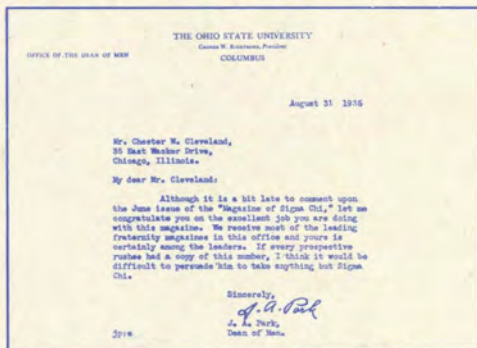 THE OHIO STATE UNIVERSITY
George W. Rightmire, President
COLUMBUS
OFFICE OF THE DEAN OF MEN
August 31 1936
Mr. Chester W. Cleveland,
35 East Wacker Drive,
Chicago, Illinois.
My dear Mr. Cleveland:
Although it is a bit late to comment upon
the June issue of the "Magazine of Sigma Chi," let me
congratulate you on the excellent job you are doing
with this magazine. We receive most of the leading
fraternity magazines in this office and yours is
certainly among the leaders. If every prospective
rushee had a copy of this number, I think it would be
difficult to persuade him to take anything but Sigma
Chi.
Sincerely,
J. A. Park
J. A. Park,
Dean of Men.